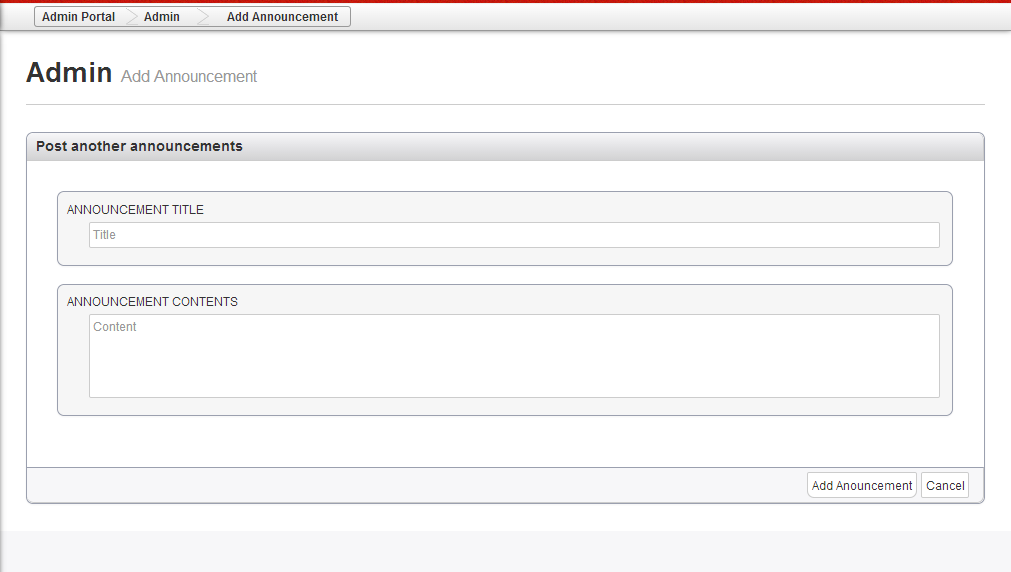 Admin Portal Admin Add Announcement
Admin Add Announcement
Post another announcements
ANNOUNCEMENT TITLE
Title
ANNOUNCEMENT CONTENTS
Content
Add Anouncement Cancel